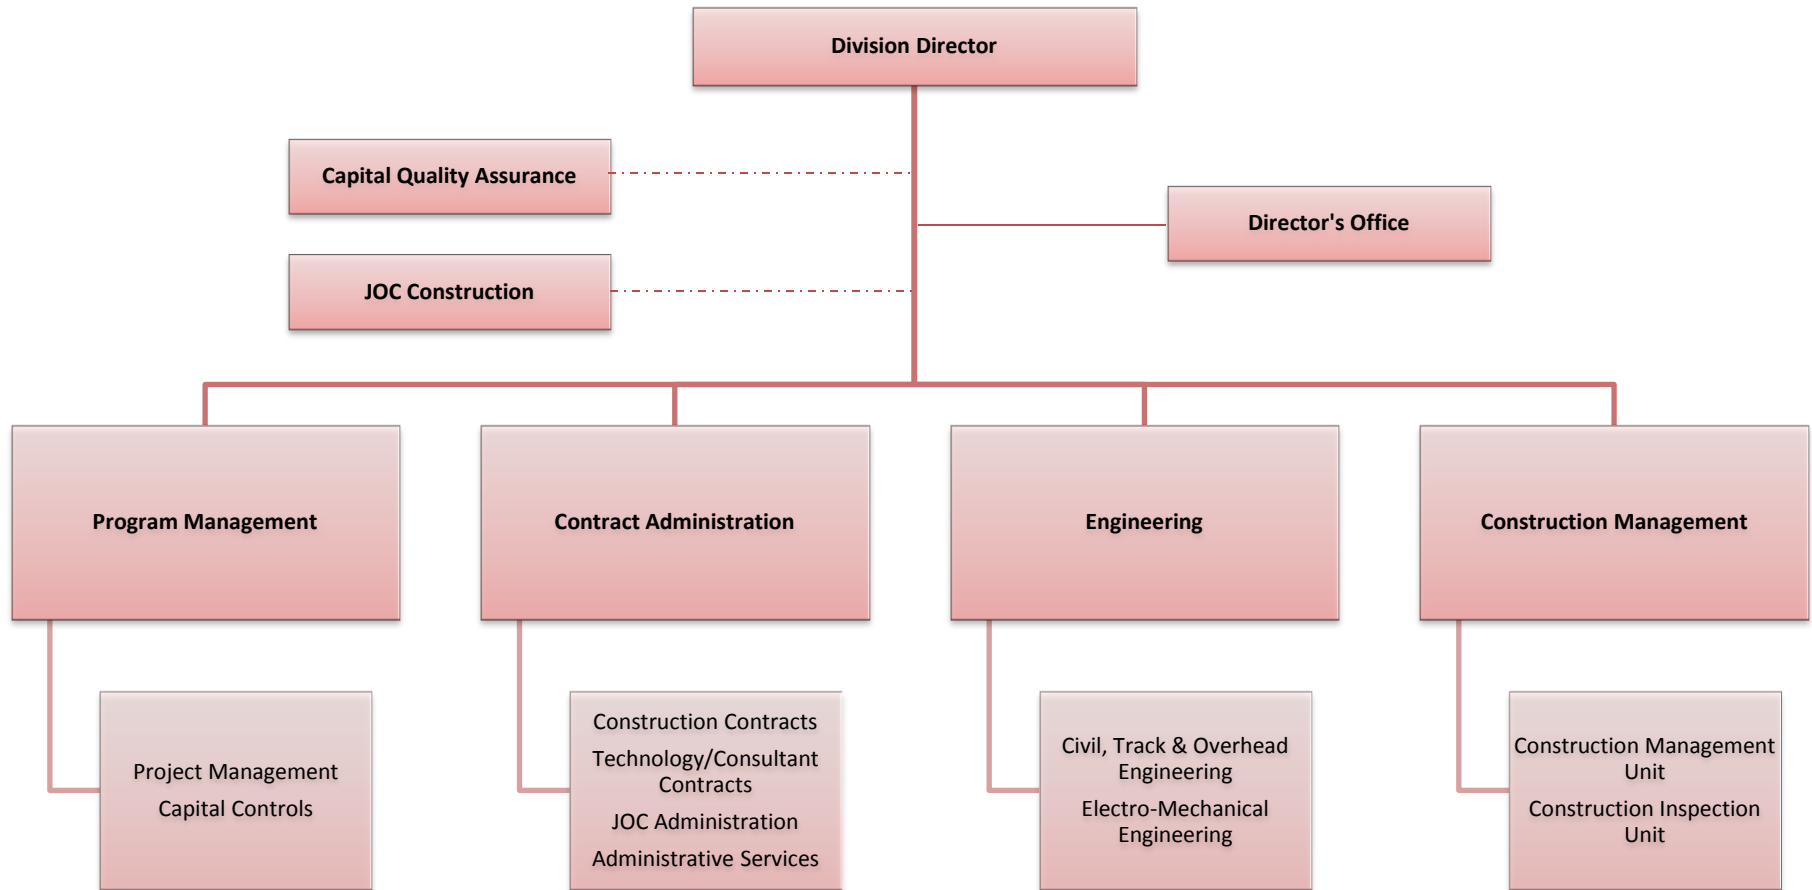 Division Director
Capital Quality Assurance
Director's Office
JOC Construction
Program Management
Contract Administration
Engineering
Construction Management
Project Management
Capital Controls
Construction Contracts
Technology/Consultant
Contracts
JOC Administration
Administrative Services
Civil, Track & Overhead
Engineering
Electro-Mechanical
Engineering
Construction Management
Unit
Construction Inspection
Unit